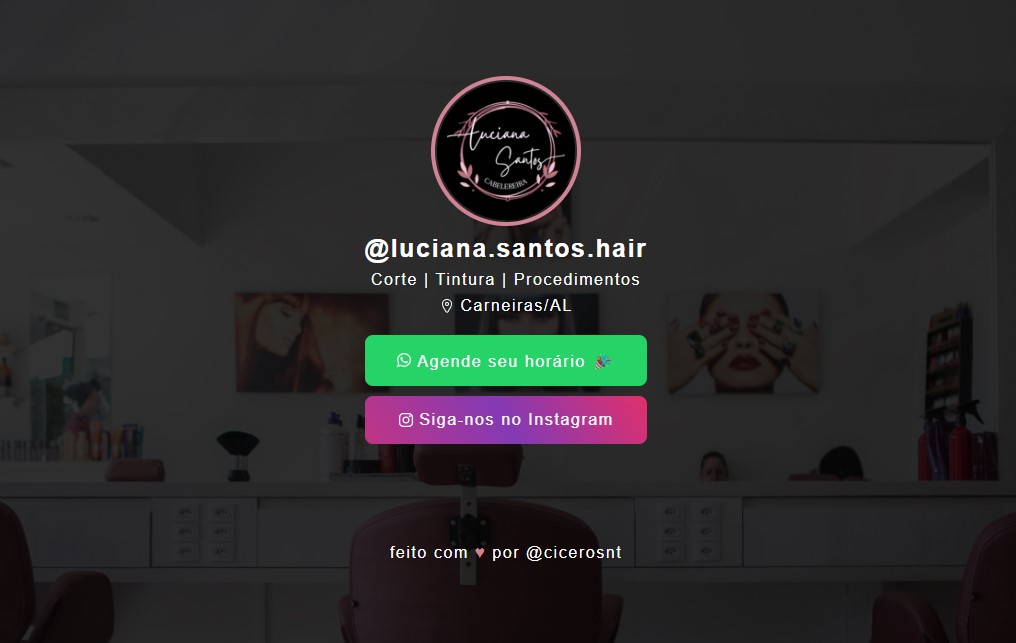 Luciana
Santos
CABELEREIRA
@luciana.santos.hair
Corte | Tintura | Procedimentos
Carneiras/AL
Agende seu horário 🎉
Siga-nos no Instagram
feito com ♥ por @cicerosnt